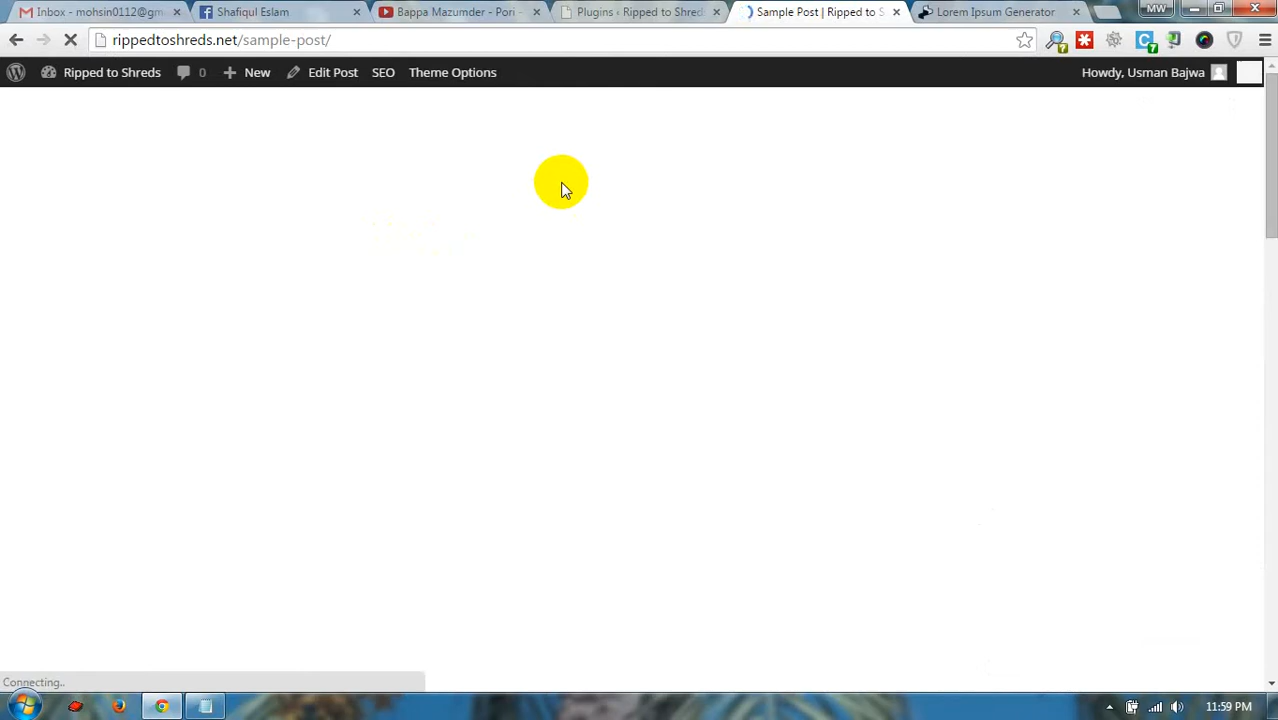 Inbox - mohsin0112@gm
Shafiqul Eslam
Bappa Mazumder - Pori -
Plugins ‹ Ripped to Shred
Sample Post | Ripped to S
Lorem Ipsum Generator
MW
rippedtoshreds.net/sample-post/
?
C
7
Ripped to Shreds
0
New
Edit Post
SEO
Theme Options
Howdy, Usman Bajwa
Connecting..
11:59 PM